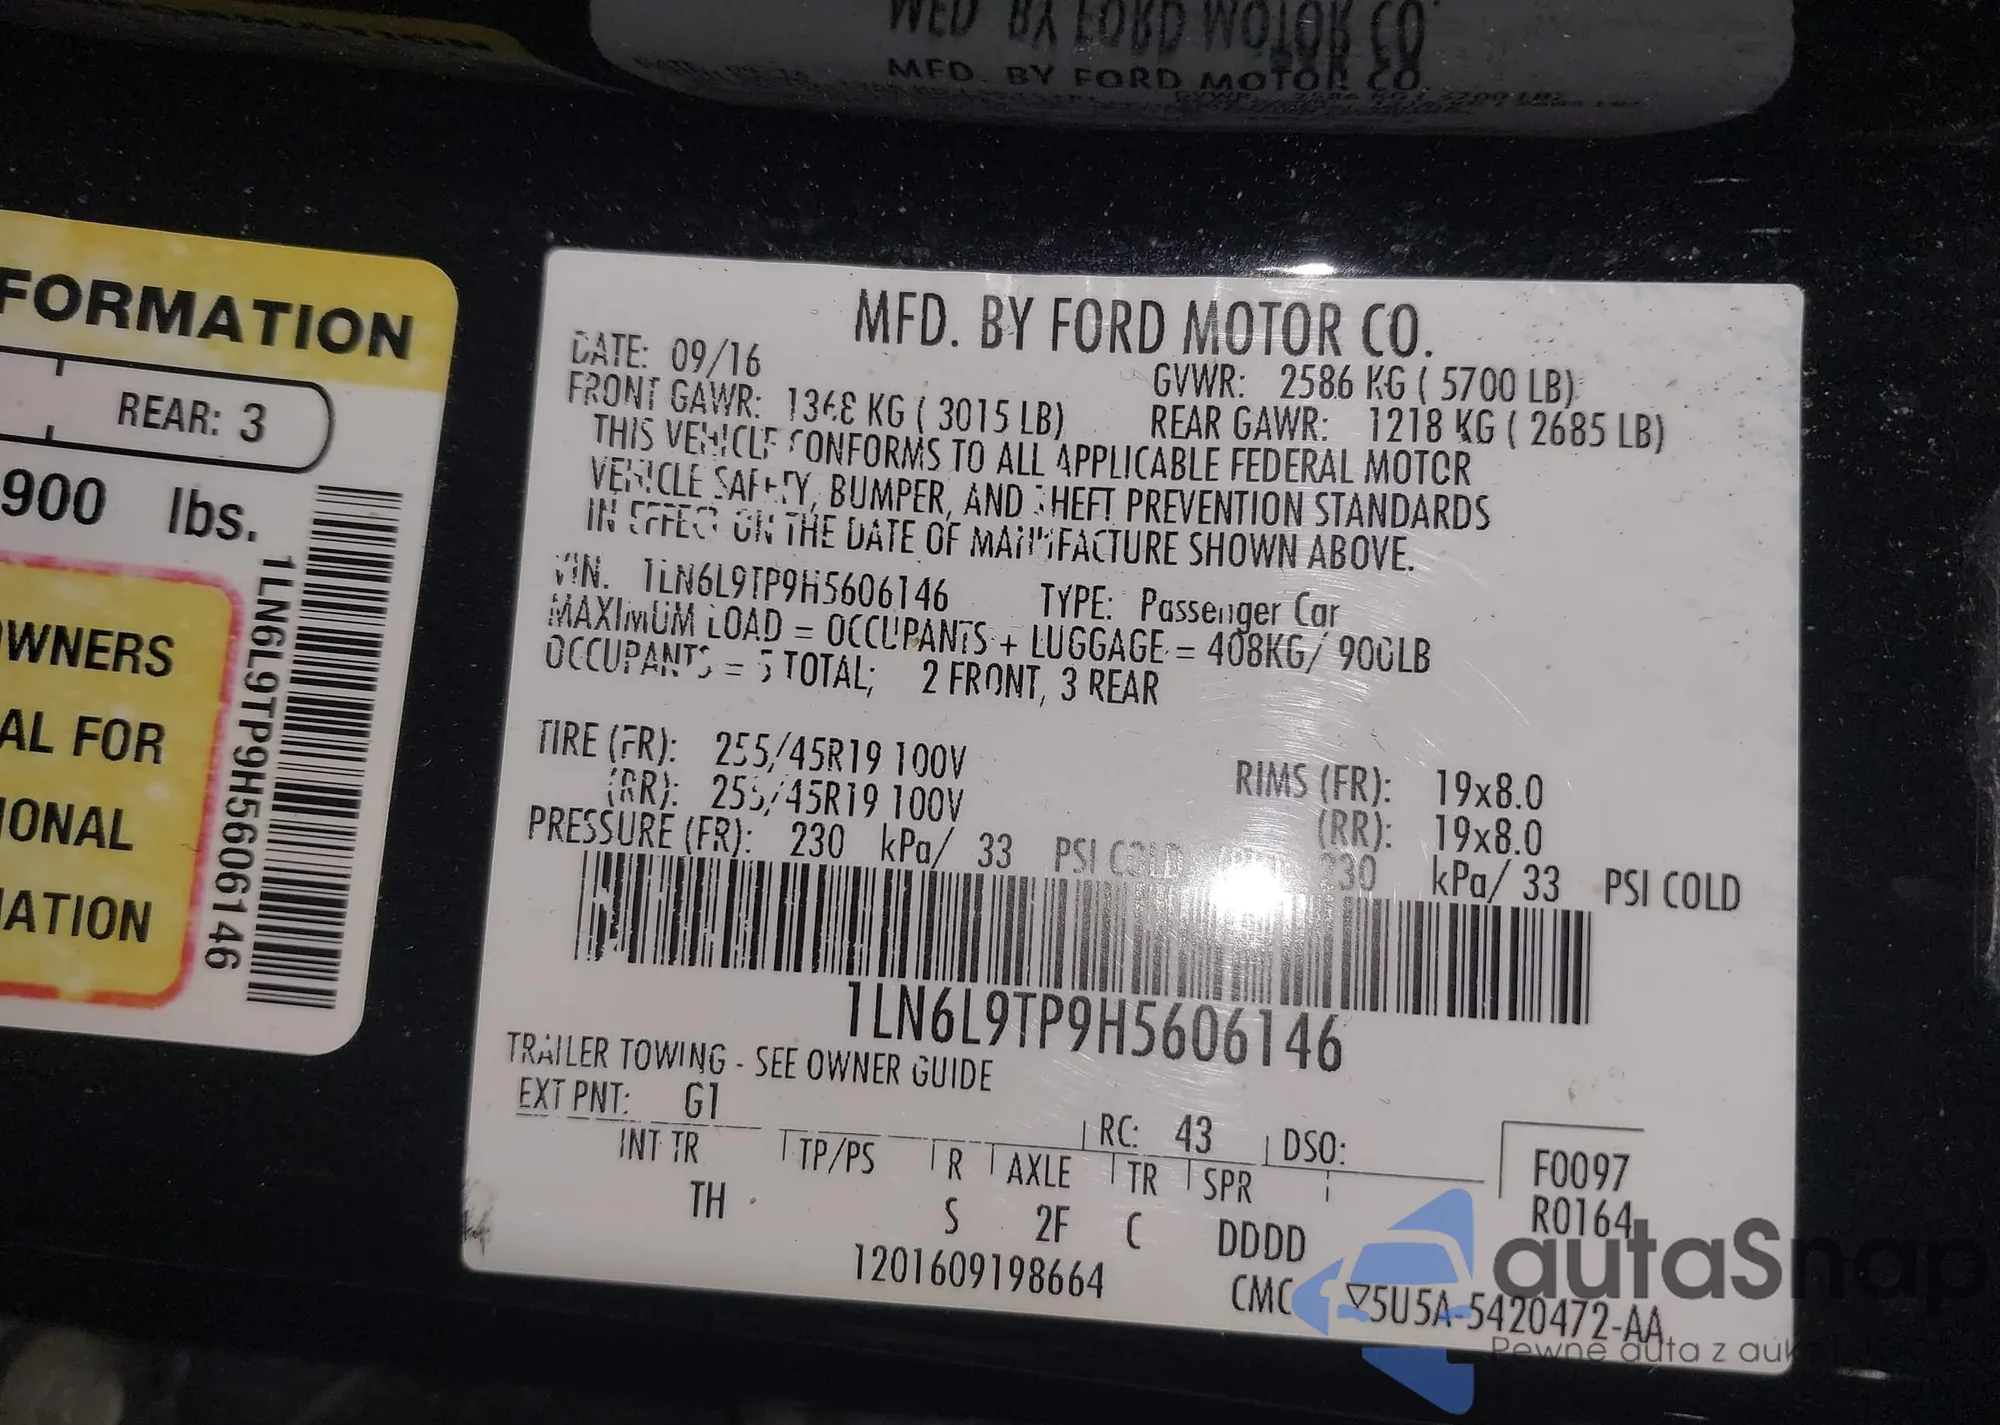 MFD. BY FORD MOTOR CO.
FORMATION
REAR: 3
900 lbs.
1LN6L9TP9H5606146
OWNERS
AL FOR
IONAL
ATION
MFD. BY FORD MOTOR CO.
DATE: 09/16 GVWR: 2586 KG ( 5700 LB)
FRONT GAWR: 1368 KG ( 3015 LB) REAR GAWR: 1218 KG ( 2685 LB)
THIS VEHICLE CONFORMS TO ALL APPLICABLE FEDERAL MOTOR
VEHICLE SAFETY, BUMPER, AND THEFT PREVENTION STANDARDS
IN EFFECT ON THE DATE OF MANUFACTURE SHOWN ABOVE.
VIN. 1LN6L9TP9H5606146 TYPE: Passenger Car
MAXIMUM LOAD = OCCUPANTS + LUGGAGE = 408KG/ 900LB
OCCUPANTS = 5 TOTAL; 2 FRONT, 3 REAR
TIRE (FR): 255/45R19 100V RIMS (FR): 19x8.0
(RR): 255/45R19 100V (RR): 19x8.0
PRESSURE (FR): 230 kPa/ 33 PSI COLD 230 kPa/ 33 PSI COLD
1LN6L9TP9H5606146
TRAILER TOWING - SEE OWNER GUIDE
EXT PNT: G1 RC: 43 DSO:
INT TR TP/PS R AXLE TR SPR
TH S 2F C DDDD
F0097
R0164
1201609198664 CMC ▽5U5A-5420472-AA
autaSnap
Pewne auta z